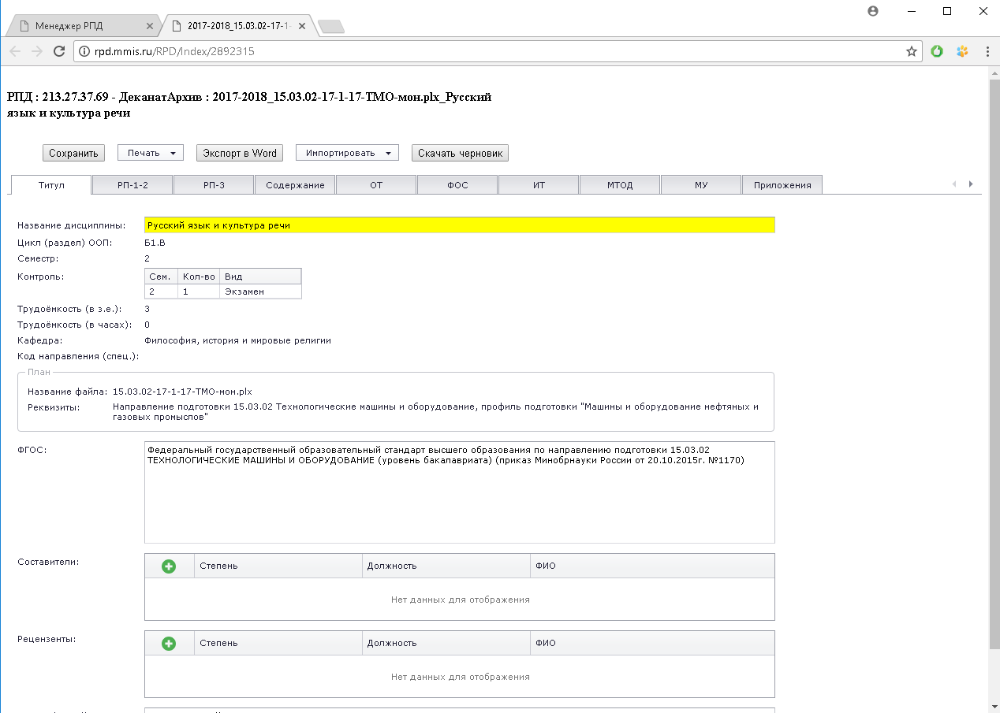 Менеджер РПД
2017-2018_15.03.02-17-1-
rpd.mmis.ru/RPD/Index/2892315
РПД : 213.27.37.69 - ДеканатАрхив : 2017-2018_15.03.02-17-1-17-ТМО-мон.plx_Русский
язык и культура речи
Сохранить Печать Экспорт в Word Импортировать Скачать черновик
Титул РП-1-2 РП-3 Содержание ОТ ФОС ИТ МТОД МУ Приложения
Название дисциплины: Русский язык и культура речи
Цикл (раздел) ООП: Б1.В
Семестр: 2
Контроль: Сем. Кол-во Вид
2 1 Экзамен
Трудоёмкость (в з.е.): 3
Трудоёмкость (в часах): 0
Кафедра: Философия, история и мировые религии
Код направления (спец.):
План
Название файла: 15.03.02-17-1-17-ТМО-мон.plx
Реквизиты: Направление подготовки 15.03.02 Технологические машины и оборудование, профиль подготовки "Машины и оборудование нефтяных и
газовых промыслов"
ФГОС: Федеральный государственный образовательный стандарт высшего образования по направлению подготовки 15.03.02
ТЕХНОЛОГИЧЕСКИЕ МАШИНЫ И ОБОРУДОВАНИЕ (уровень бакалавриата) (приказ Минобрнауки России от 20.10.2015г. №1170)
Составители: Степень Должность ФИО
Нет данных для отображения
Рецензенты: Степень Должность ФИО
Нет данных для отображения